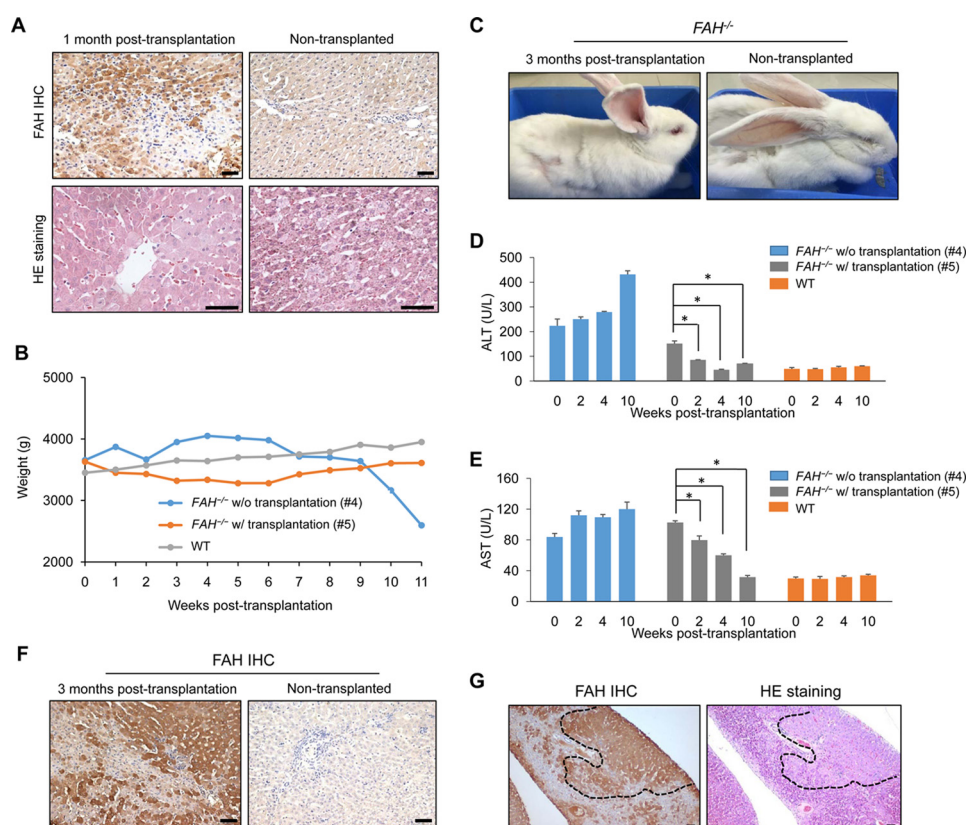 A
1 month post-transplantation
Non-transplanted
FAH IHC
HE staining
B
Weight (g)
5000
4000
3000
2000
FAH−/− w/o transplantation (#4)
FAH−/− w/ transplantation (#5)
WT
0 1 2 3 4 5 6 7 8 9 10 11
Weeks post-transplantation
C
FAH-/-
3 months post-transplantation
Non-transplanted
D
ALT (U/L)
500
400
300
200
100
0
FAH−/− w/o transplantation (#4)
FAH−/− w/ transplantation (#5)
WT
*
*
*
0 2 4 10 0 2 4 10 0 2 4 10
Weeks post-transplantation
E
AST (U/L)
160
120
80
40
0
FAH−/− w/o transplantation (#4)
FAH−/− w/ transplantation (#5)
WT
*
*
*
0 2 4 10 0 2 4 10 0 2 4 10
Weeks post-transplantation
F
FAH IHC
3 months post-transplantation
Non-transplanted
G
FAH IHC
HE staining